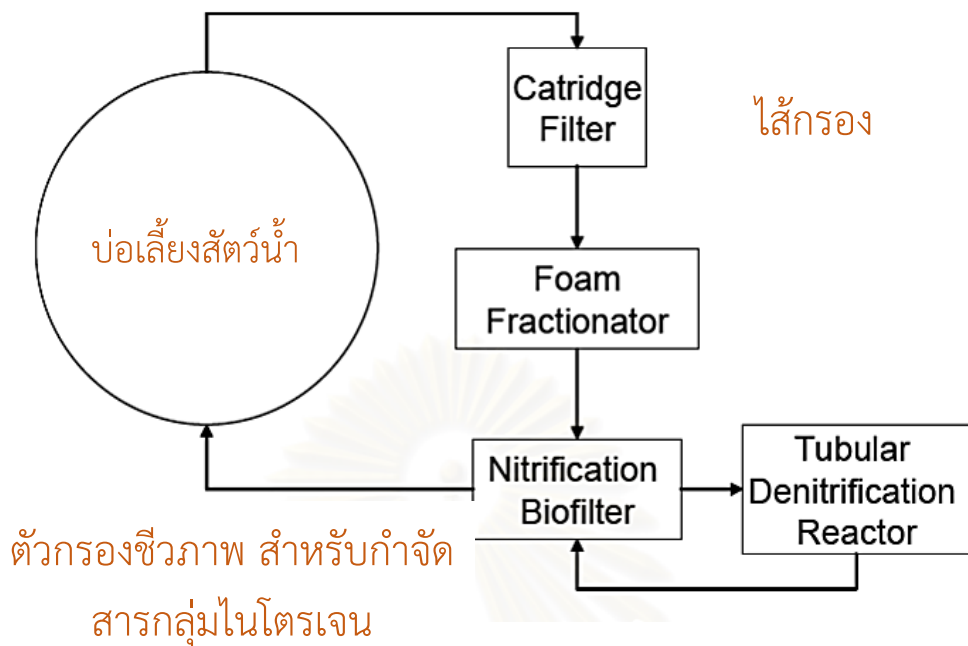 Catridge
Filter
ไส้กรอง
บ่อเลี้ยงสัตว์น้ำ
Foam
Fractionator
Nitrification
Biofilter
Tubular
Denitrification
Reactor
ตัวกรองชีวภาพ สำหรับกำจัด
สารกลุ่มไนโตรเจน